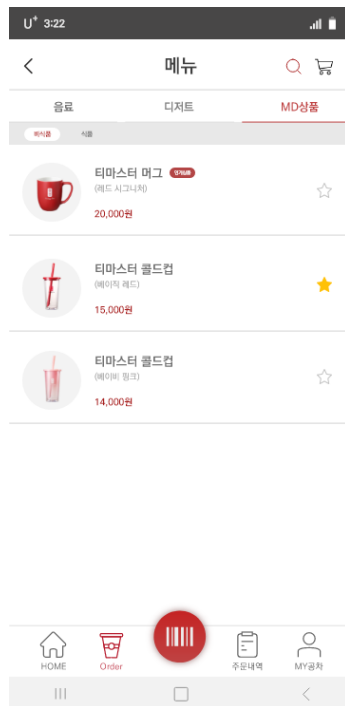 U+ 3:22
메뉴
음료 디저트 MD상품
비식품 식품
티마스터 머그 인기상품
(레드 시그니처)
20,000원
티마스터 콜드컵
(베이직 레드)
15,000원
티마스터 콜드컵
(베이비 핑크)
14,000원
HOME Order 주문내역 MY공차